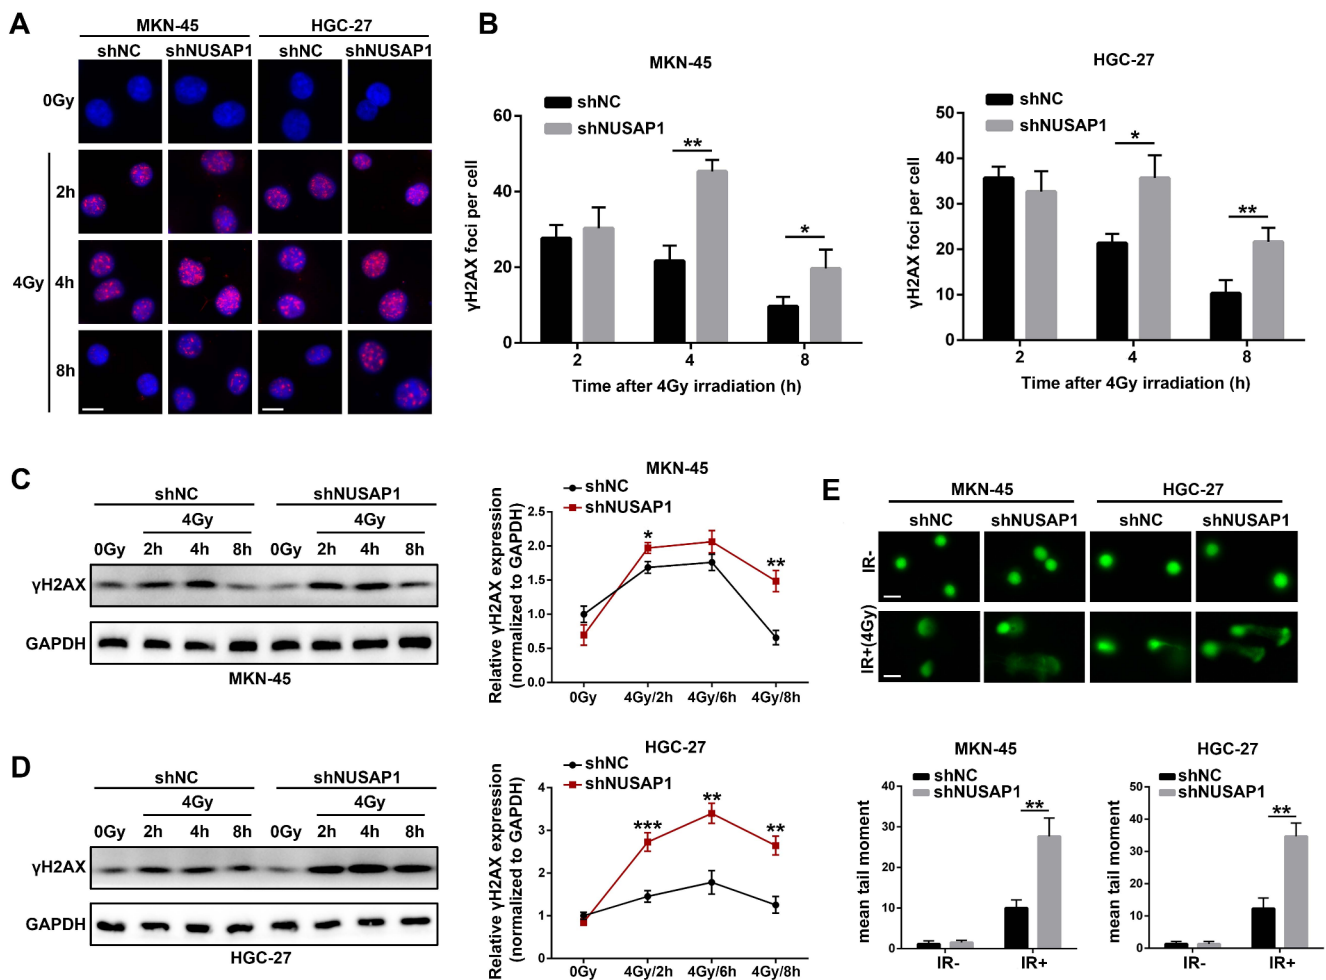 A
MKN-45
HGC-27
shNC
shNUSAP1
shNC
shNUSAP1
0Gy
4Gy
2h
4h
8h
B
MKN-45
shNC
shNUSAP1
γH2AX foci per cell
60
40
20
0
**
*
2
4
8
Time after 4Gy irradiation (h)
HGC-27
shNC
shNUSAP1
γH2AX foci per cell
50
40
30
20
10
0
*
**
2
4
8
Time after 4Gy irradiation (h)
C
shNC
shNUSAP1
4Gy
4Gy
0Gy
2h
4h
8h
0Gy
2h
4h
8h
γH2AX
GAPDH
MKN-45
MKN-45
shNC
shNUSAP1
Relative γH2AX expression
(normalized to GAPDH)
2.5
2.0
1.5
1.0
0.5
0.0
*
**
0Gy
4Gy/2h
4Gy/6h
4Gy/8h
D
shNC
shNUSAP1
4Gy
4Gy
0Gy
2h
4h
8h
0Gy
2h
4h
8h
γH2AX
GAPDH
HGC-27
HGC-27
shNC
shNUSAP1
Relative γH2AX expression
(normalized to GAPDH)
4
3
2
1
0
***
**
**
0Gy
4Gy/2h
4Gy/6h
4Gy/8h
E
MKN-45
HGC-27
shNC
shNUSAP1
shNC
shNUSAP1
IR-
IR+(4Gy)
MKN-45
shNC
shNUSAP1
mean tail moment
40
30
20
10
0
**
IR-
IR+
HGC-27
shNC
shNUSAP1
mean tail moment
50
40
30
20
10
0
**
IR-
IR+